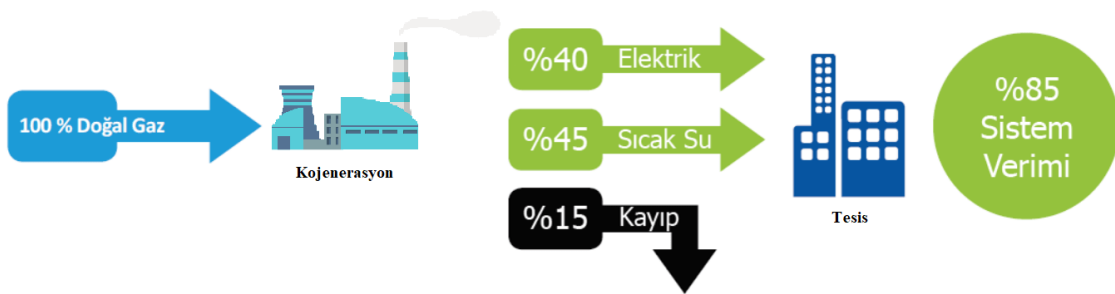 100 % Doğal Gaz
Kojenerasyon
%40 Elektrik
%45 Sıcak Su
%15 Kayıp
Tesis
%85
Sistem
Verimi